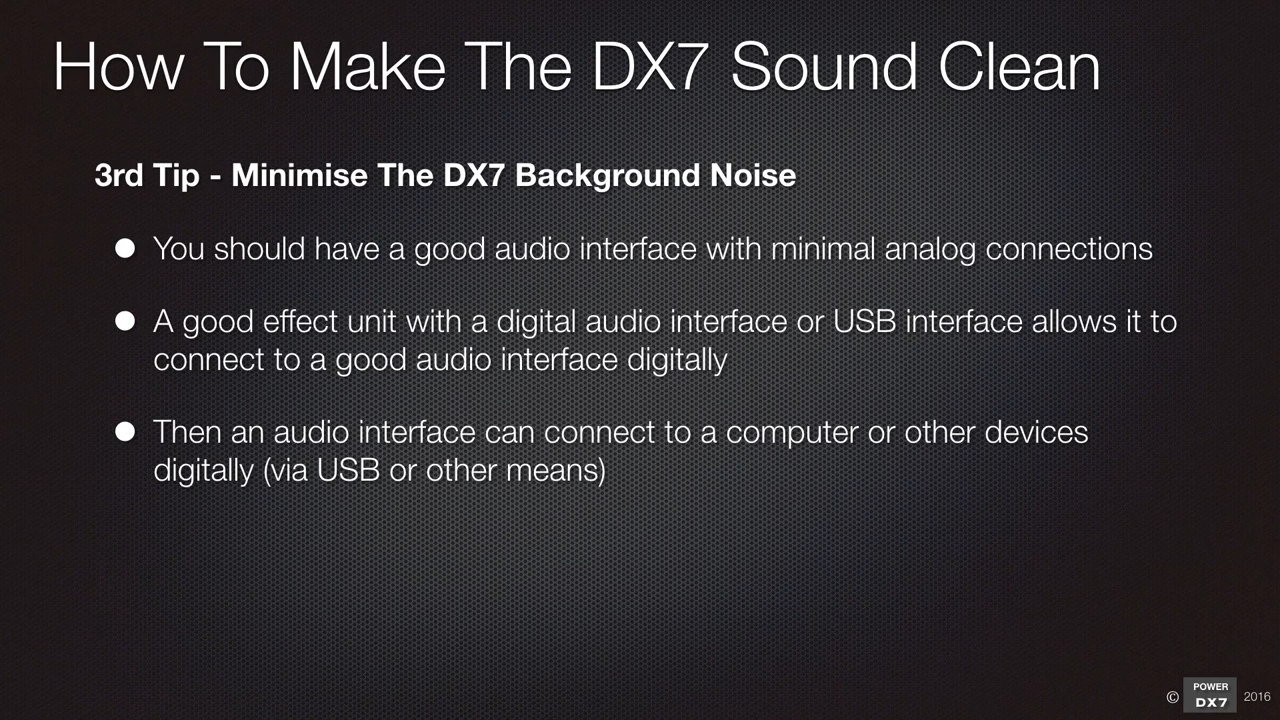 How To Make The DX7 Sound Clean
3rd Tip - Minimise The DX7 Background Noise
● You should have a good audio interface with minimal analog connections
● A good effect unit with a digital audio interface or USB interface allows it to
connect to a good audio interface digitally
● Then an audio interface can connect to a computer or other devices
digitally (via USB or other means)
© POWER DX7 2016